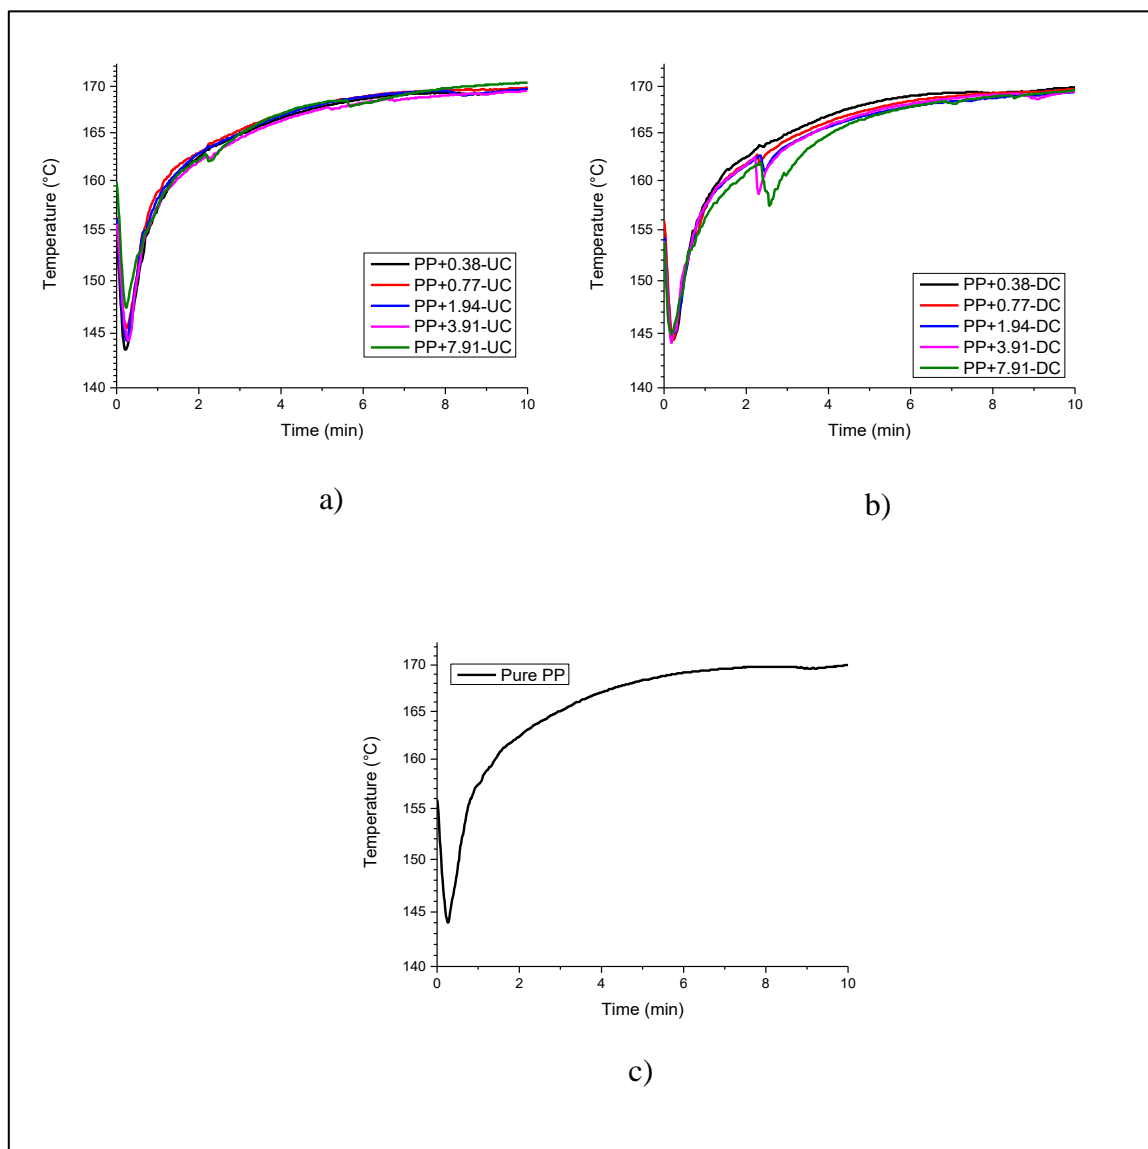 170
165
160
155
150
145
140
Temperature (°C)
0
2
4
6
8
10
Time (min)
PP+0.38-UC
PP+0.77-UC
PP+1.94-UC
PP+3.91-UC
PP+7.91-UC
a)
170
165
160
155
150
145
140
Temperature (°C)
0
2
4
6
8
10
Time (min)
PP+0.38-DC
PP+0.77-DC
PP+1.94-DC
PP+3.91-DC
PP+7.91-DC
b)
170
165
160
155
150
145
140
Temperature (°C)
0
2
4
6
8
10
Time (min)
Pure PP
c)